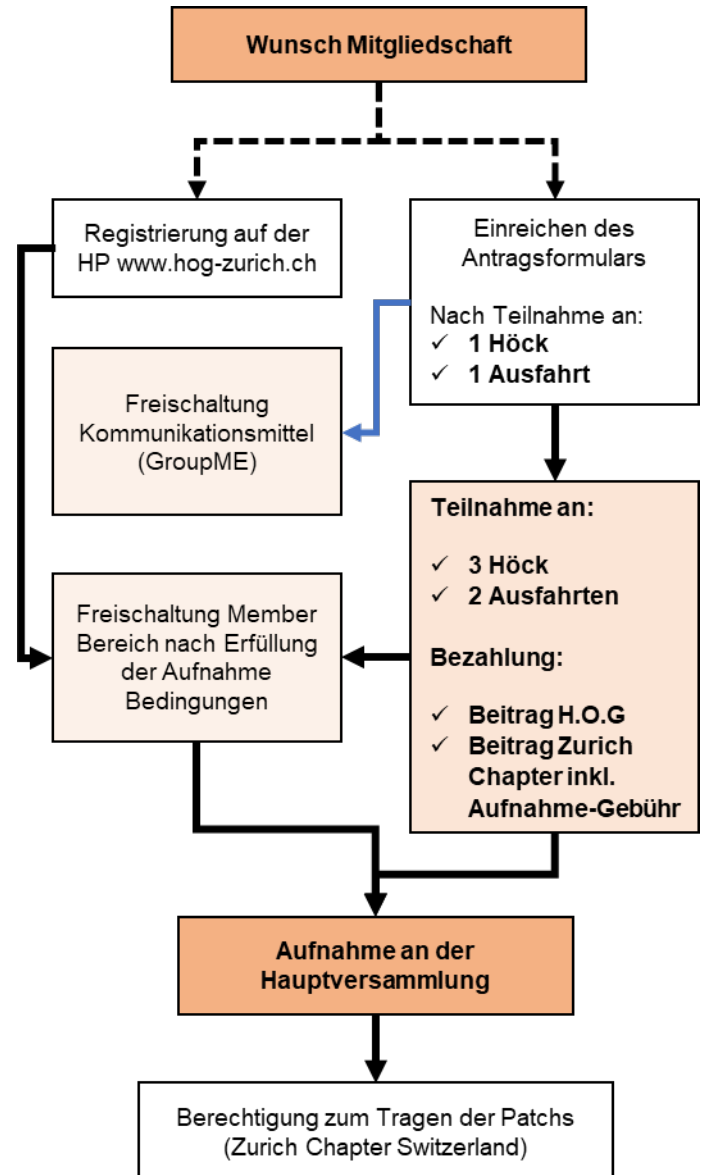 Wunsch Mitgliedschaft
Registrierung auf der
HP www.hog-zurich.ch
Einreichen des
Antragsformulars
Nach Teilnahme an:
✓ 1 Höck
✓ 1 Ausfahrt
Freischaltung
Kommunikationsmittel
(GroupME)
Teilnahme an:
✓ 3 Höck
✓ 2 Ausfahrten
Bezahlung:
✓ Beitrag H.O.G
✓ Beitrag Zurich
Chapter inkl.
Aufnahme-Gebühr
Freischaltung Member
Bereich nach Erfüllung
der Aufnahme
Bedingungen
Aufnahme an der
Hauptversammlung
Berechtigung zum Tragen der Patchs
(Zurich Chapter Switzerland)